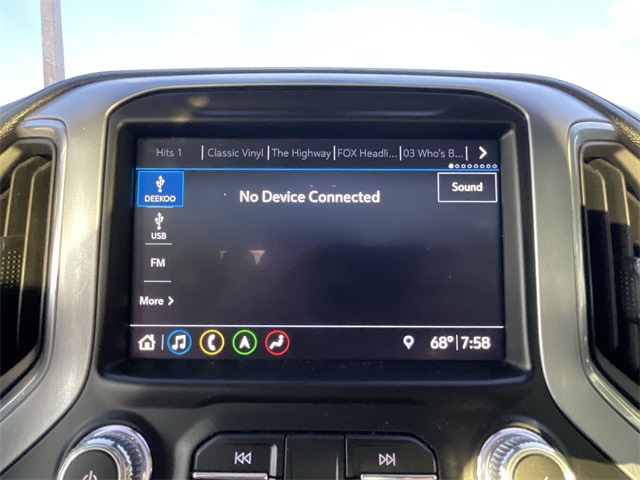 Hits 1 Classic Vinyl The Highway FOX Headli... 03 Who's B...
DEEKOO No Device Connected Sound
USB
FM
More
68° 7:58